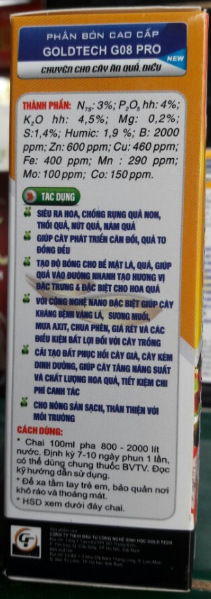 PHÂN BÓN CAO CẤP
GOLDTECH G08 PRO
NEW
CHUYÊN CHO CÂY ĂN QUẢ, ĐIỀU
THÀNH PHẦN: NTS: 3%; P2O5 hh: 4%;
K2O hh: 4,5%; Mg: 0,2%;
S:1,4%; Humic: 1,9 %; B: 2000
ppm; Zn: 600 ppm; Cu: 460 ppm;
Fe: 400 ppm; Mn : 290 ppm;
Mo: 100 ppm; Co: 150 ppm.
TÁC DỤNG
SIÊU RA HOA, CHỐNG RỤNG QUẢ NON,
THỐI QUẢ, NỨT QUẢ, NÁM QUẢ
GIÚP CÂY PHÁT TRIỂN CÂN ĐỐI, QUẢ TO
ĐỒNG ĐỀU
TẠO ĐỘ BÓNG CHO BỀ MẶT LÁ, QUẢ, GIÚP
QUẢ VÀO ĐƯỜNG NHANH TẠO HƯƠNG VỊ
ĐẶC TRƯNG & ĐẶC BIỆT CHO HOA QUẢ
VỚI CÔNG NGHỆ NANO ĐẶC BIỆT GIÚP CÂY
KHÁNG BỆNH VÀNG LÁ, SƯƠNG MUỐI,
MƯA AXIT, CHUA PHÈN, GIÁ RÉT VÀ CÁC
ĐIỀU KIỆN BẤT LỢI ĐỐI VỚI CÂY TRỒNG
CẢI TẠO ĐẤT PHỤC HỒI CÂY GIÀ, CÂY KÉM
DINH DƯỠNG, GIÚP CÂY TĂNG NĂNG SUẤT
VÀ CHẤT LƯỢNG HOA QUẢ, TIẾT KIỆM CHI
PHÍ CANH TÁC
CHO NÔNG SẢN SẠCH, THÂN THIỆN VỚI
MÔI TRƯỜNG
CÁCH DÙNG:
* Chai 100ml pha 800 - 2000 lít
nước. Định kỳ 7-10 ngày phun 1 lần,
có thể dùng chung thuốc BVTV. Đọc
kỹ hướng dẫn sử dụng.
* Để xa tầm tay trẻ em, bảo quản nơi
khô ráo và thoáng mát.
* HSD xem dưới đáy chai.
CÔNG TY TNHH ĐẦU TƯ CÔNG NGHỆ SINH HỌC GOLD TECH